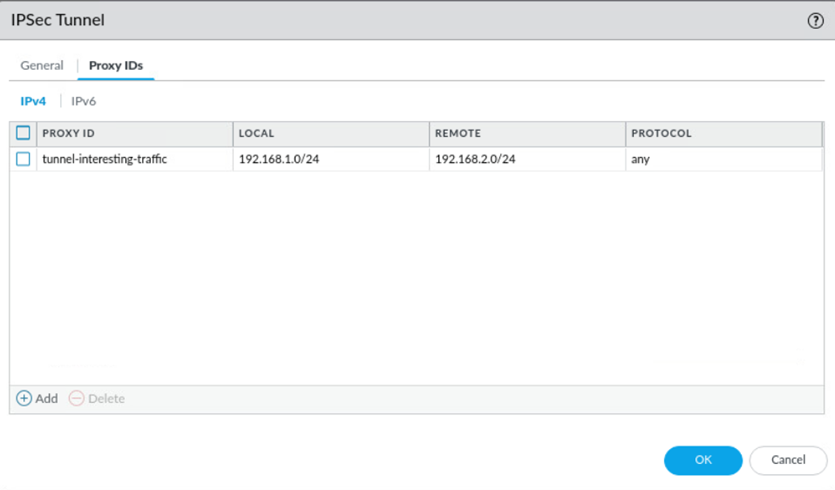 IPSec Tunnel ?
General Proxy IDs
IPv4 IPv6
PROXY ID LOCAL REMOTE PROTOCOL
tunnel-interesting-traffic 192.168.1.0/24 192.168.2.0/24 any
Add Delete
OK Cancel